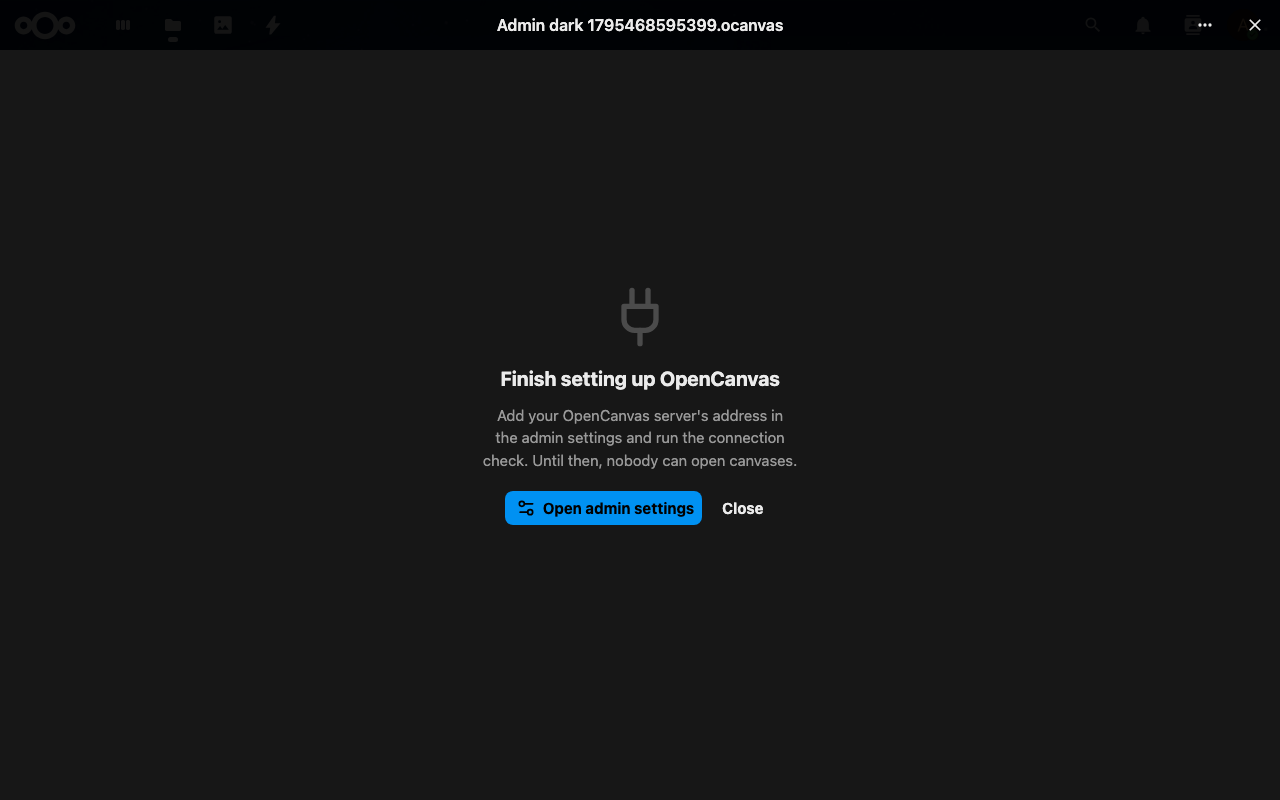 Admin dark 1795468595399.ocanvas
Finish setting up OpenCanvas
Add your OpenCanvas server's address in
the admin settings and run the connection
check. Until then, nobody can open canvases.
Open admin settings
Close